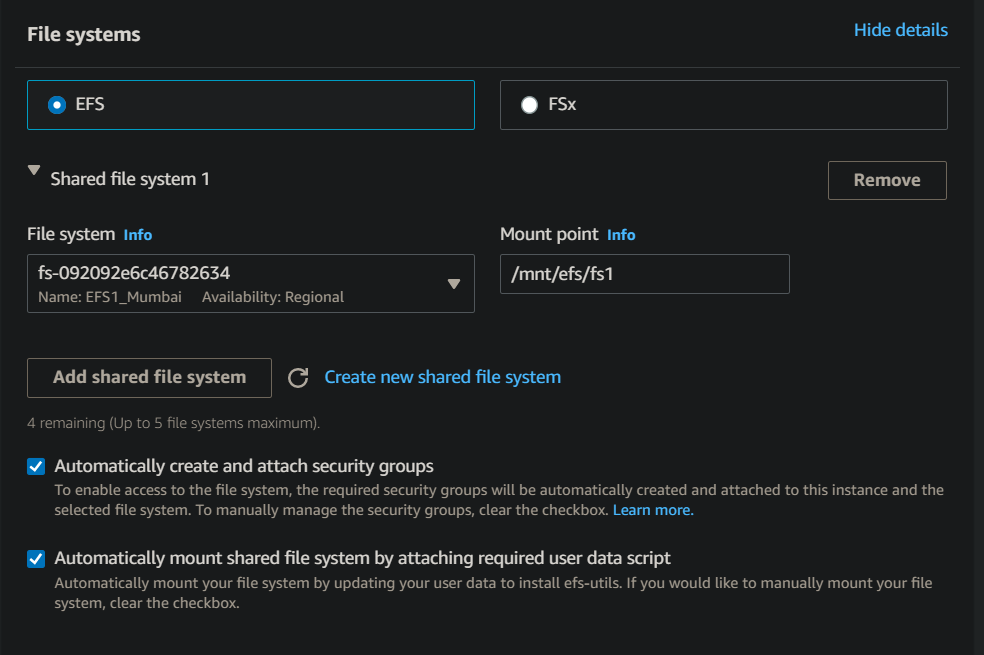 File systems
Hide details
EFS
FSx
Shared file system 1
Remove
File system Info
Mount point Info
fs-092092e6c46782634
Name: EFS1_Mumbai Availability: Regional
/mnt/efs/fs1
Add shared file system
Create new shared file system
4 remaining (Up to 5 file systems maximum).
Automatically create and attach security groups
To enable access to the file system, the required security groups will be automatically created and attached to this instance and the
selected file system. To manually manage the security groups, clear the checkbox. Learn more.
Automatically mount shared file system by attaching required user data script
Automatically mount your file system by updating your user data to install efs-utils. If you would like to manually mount your file
system, clear the checkbox.